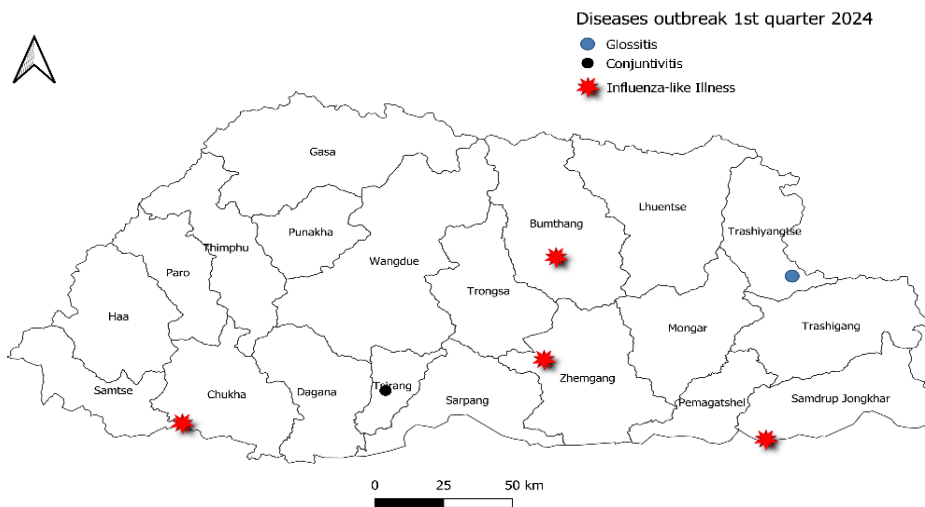 Diseases outbreak 1st quarter 2024
Glossitis
Conjuntivitis
Influenza-like Illness
Gasa
Lhuentse
Bumthang
Trashiyangtse
Punakha
Thimphu
Wangdue
Paro
Trongsa
Haa
Mongar
Trashigang
Zhemgang
Tsirang
Samtse
Chukha
Dagana
Sarpang
Pemagatshel
Samdrup Jongkhar
0 25 50 km